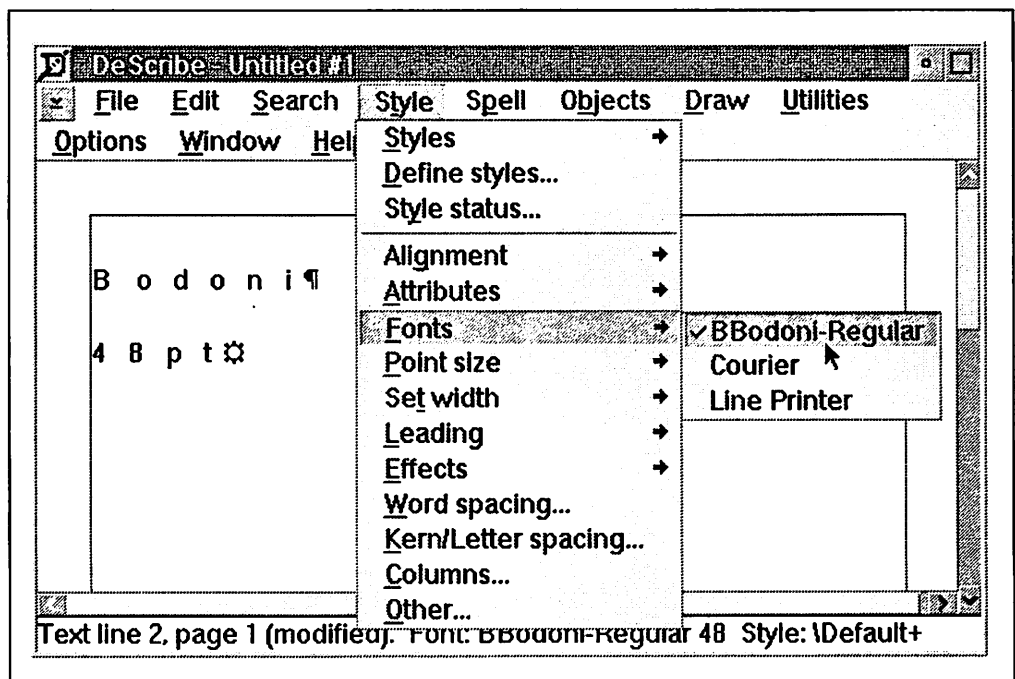 DeScribe - Untitled #1
File Edit Search Style Spell Objects Draw Utilities
Options Window Hel
Styles
Define styles...
Style status...
Alignment
Attributes
Fonts
Point size
Set width
Leading
Effects
Word spacing...
Kern/Letter spacing...
Columns...
Other...
✓BBodoni-Regular
Courier
Line Printer
Bodoni¶
48pt¤
Text line 2, page 1 (modified). Font: BBodoni-Regular 48 Style: \Default+